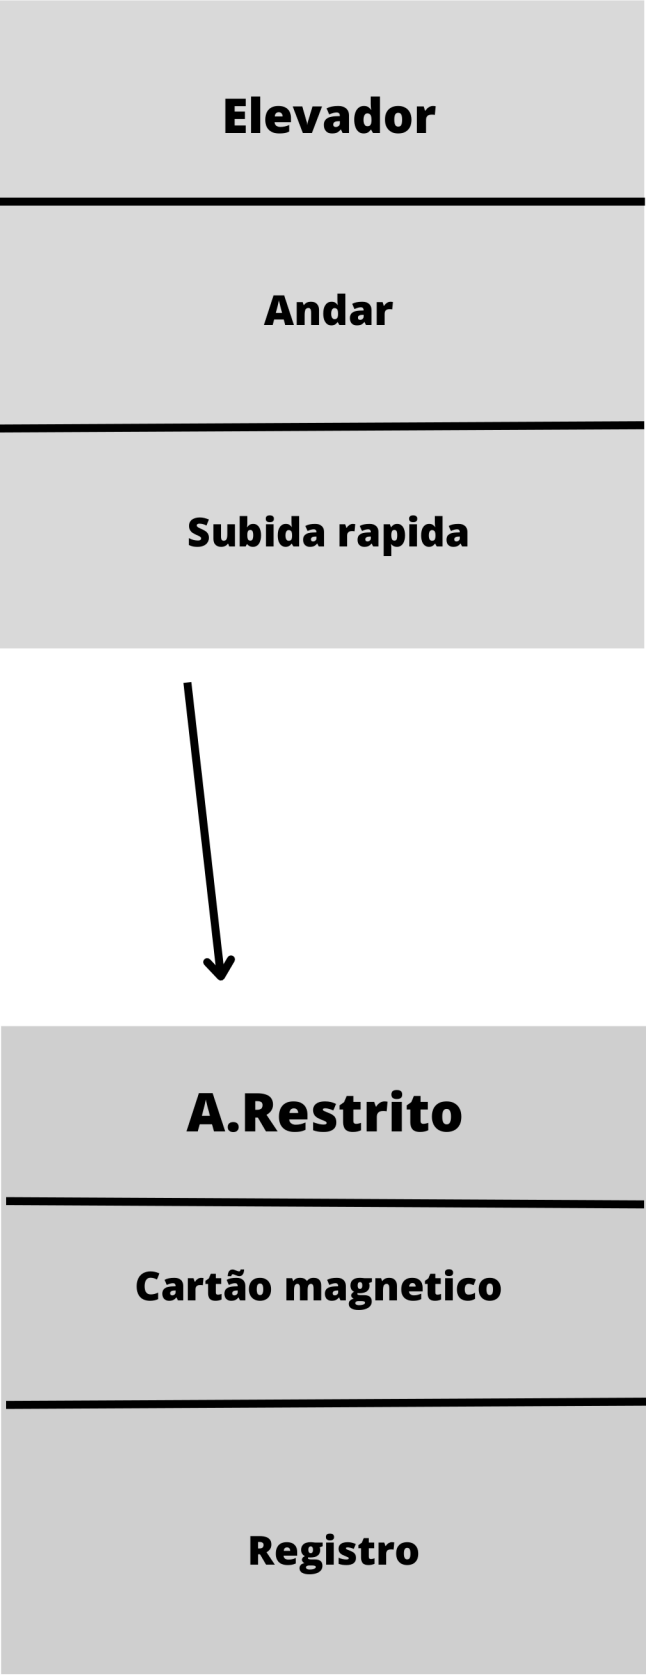 Elevador
Andar
Subida rapida
A.Restrito
Cartão magnetico
Registro